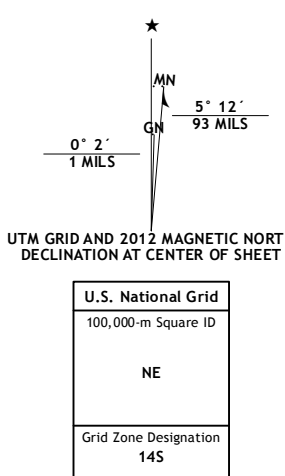 ★
MN
GN
5° 12´
93 MILS
0° 2´
1 MILS
UTM GRID AND 2012 MAGNETIC NORT
DECLINATION AT CENTER OF SHEET
U.S. National Grid
100,000-m Square ID
NE
Grid Zone Designation
14S